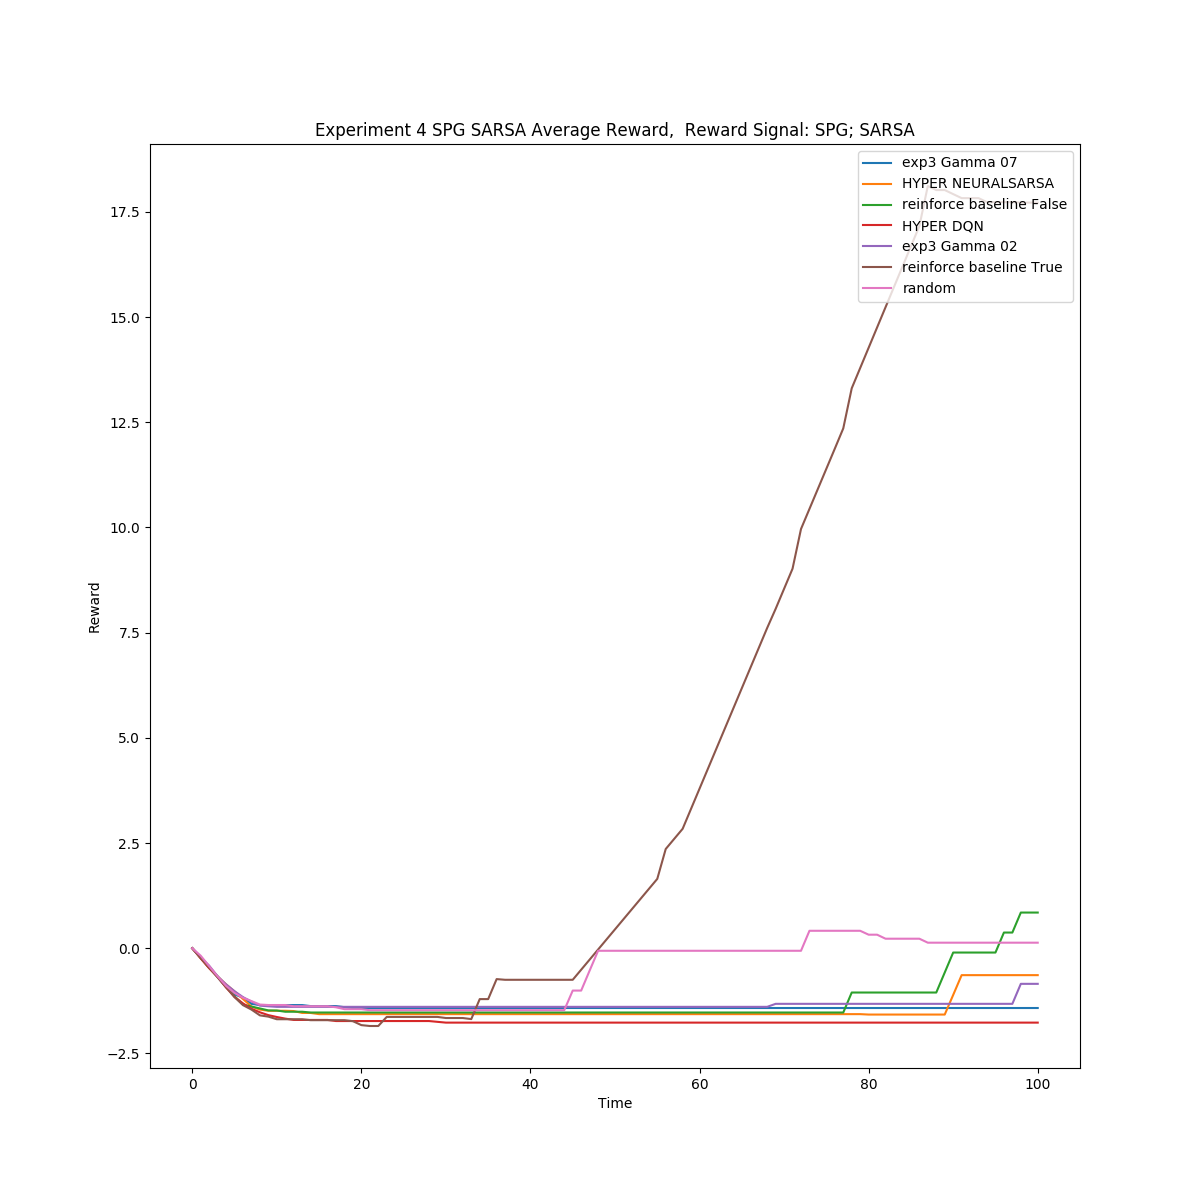 Experiment 4 SPG SARSA Average Reward,  Reward Signal: SPG; SARSA
exp3 Gamma 07
HYPER NEURALSARSA
reinforce baseline False
HYPER DQN
exp3 Gamma 02
reinforce baseline True
random
17.5
15.0
12.5
10.0
7.5
5.0
2.5
0.0
−2.5
Reward
0 20 40 60 80 100
Time